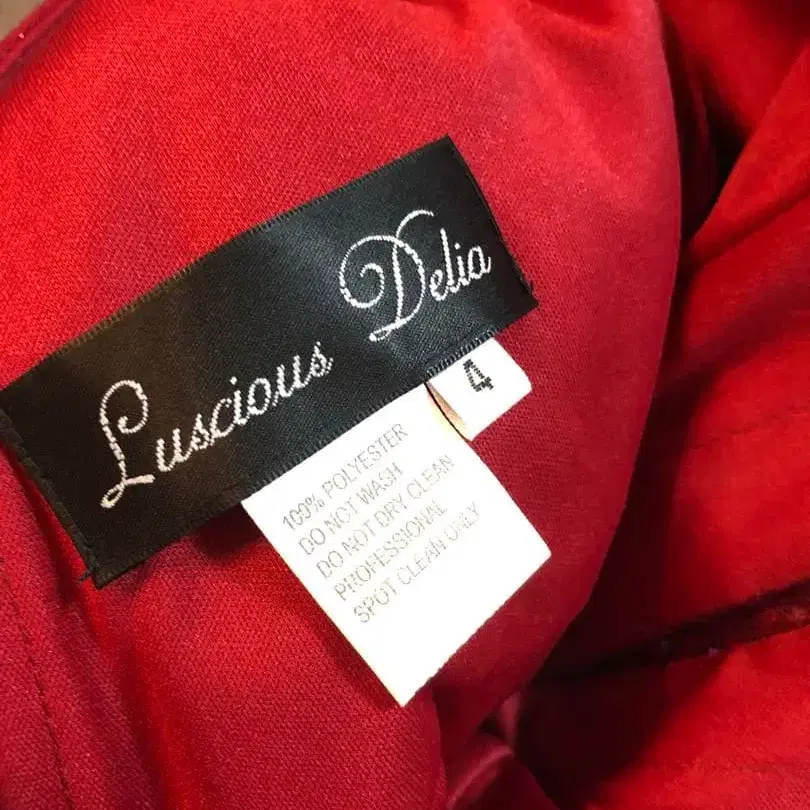 Luscious Delia
4
100% POLYESTER
DO NOT WASH
DO NOT DRY CLEAN
PROFESSIONAL
SPOT CLEAN ONLY